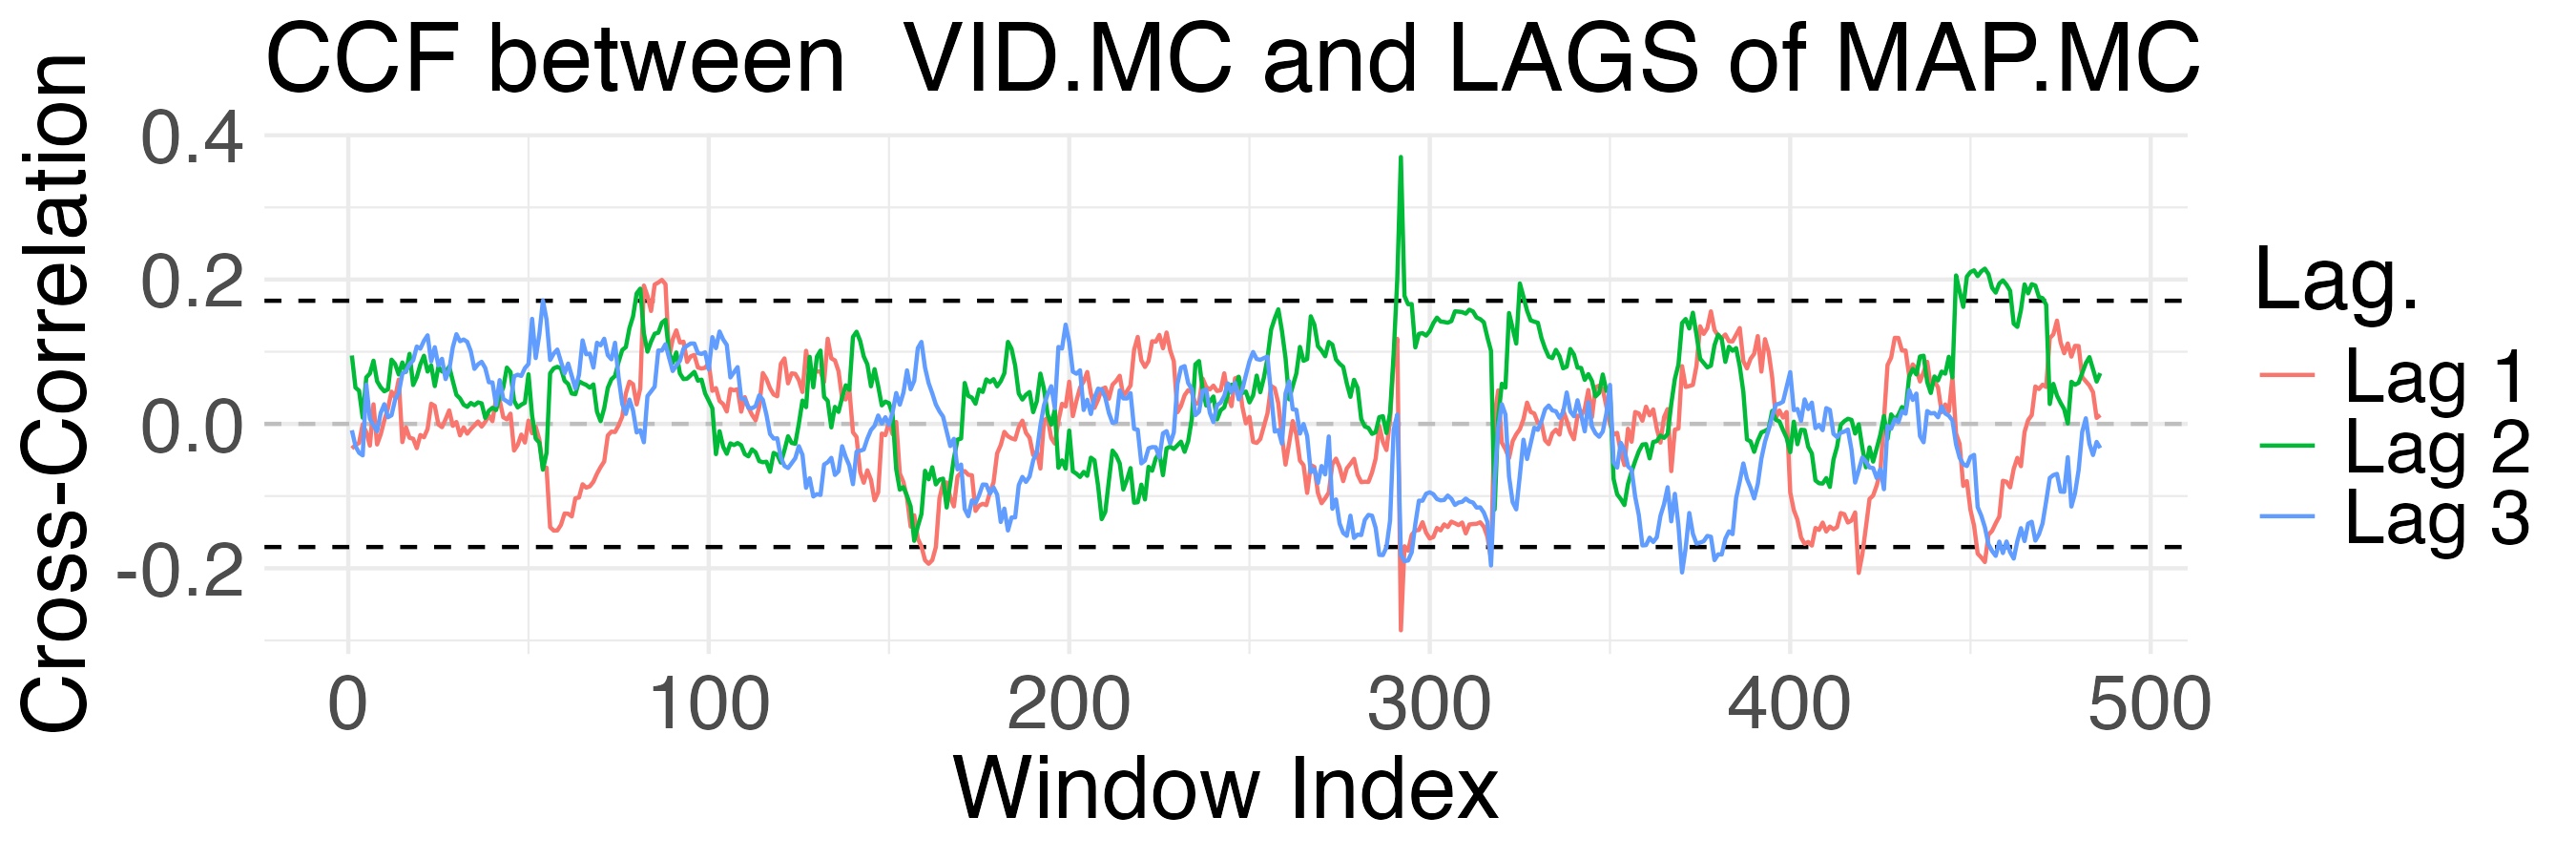 CCF between  VID.MC and LAGS of MAP.MC
Cross-Correlation
0.4
0.2
0.0
-0.2
0 100 200 300 400 500
Window Index
Lag.
Lag 1
Lag 2
Lag 3